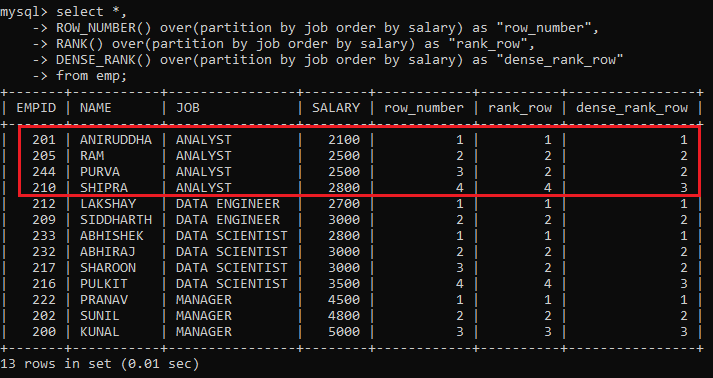 mysql> select *,
    -> ROW_NUMBER() over(partition by job order by salary) as "row_number",
    -> RANK() over(partition by job order by salary) as "rank_row",
    -> DENSE_RANK() over(partition by job order by salary) as "dense_rank_row"
    -> from emp;
+-------+-----------+----------------+--------+------------+----------+----------------+
| EMPID | NAME      | JOB            | SALARY | row_number | rank_row | dense_rank_row |
+-------+-----------+----------------+--------+------------+----------+----------------+
|   201 | ANIRUDDHA | ANALYST        |   2100 |          1 |        1 |              1 |
|   205 | RAM       | ANALYST        |   2500 |          2 |        2 |              2 |
|   244 | PURVA     | ANALYST        |   2500 |          3 |        2 |              2 |
|   210 | SHIPRA    | ANALYST        |   2800 |          4 |        4 |              3 |
|   212 | LAKSHAY   | DATA ENGINEER  |   2700 |          1 |        1 |              1 |
|   209 | SIDDHARTH | DATA ENGINEER  |   3000 |          2 |        2 |              2 |
|   233 | ABHISHEK  | DATA SCIENTIST |   2800 |          1 |        1 |              1 |
|   232 | ABHIRAJ   | DATA SCIENTIST |   3000 |          2 |        2 |              2 |
|   217 | SHAROON   | DATA SCIENTIST |   3000 |          3 |        2 |              2 |
|   216 | PULKIT    | DATA SCIENTIST |   3500 |          4 |        4 |              3 |
|   222 | PRANAV    | MANAGER        |   4500 |          1 |        1 |              1 |
|   202 | SUNIL     | MANAGER        |   4800 |          2 |        2 |              2 |
|   200 | KUNAL     | MANAGER        |   5000 |          3 |        3 |              3 |
+-------+-----------+----------------+--------+------------+----------+----------------+
13 rows in set (0.01 sec)